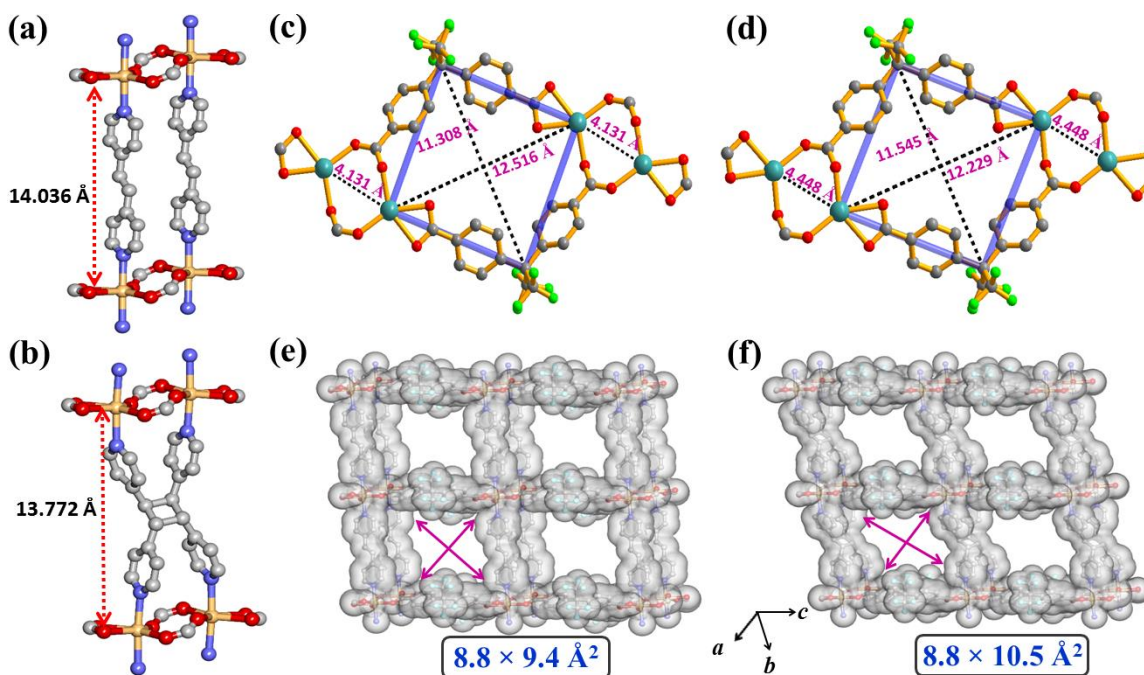 (a)
14.036 Å
(b)
13.772 Å
(c)
11.308 Å
12.516 Å
4.131 Å
4.131 Å
(d)
11.545 Å
12.229 Å
4.448 Å
4.448 Å
(e)
8.8 × 9.4 Å²
(f)
a
b
c
8.8 × 10.5 Å²